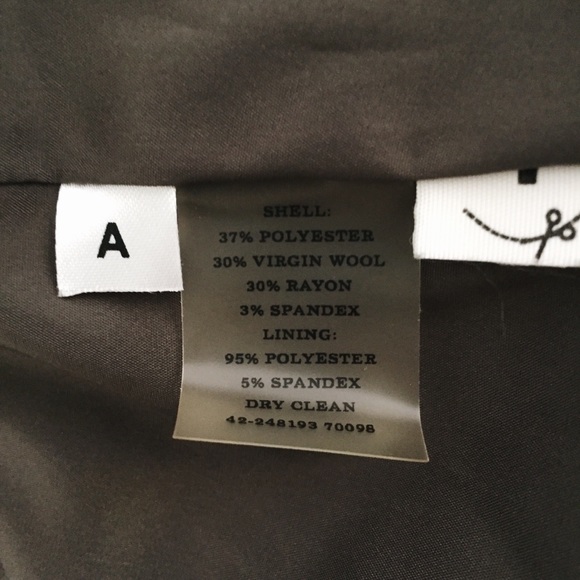 A
SHELL:
37% POLYESTER
30% VIRGIN WOOL
30% RAYON
3% SPANDEX
LINING:
95% POLYESTER
5% SPANDEX
DRY CLEAN
42-248193 70098